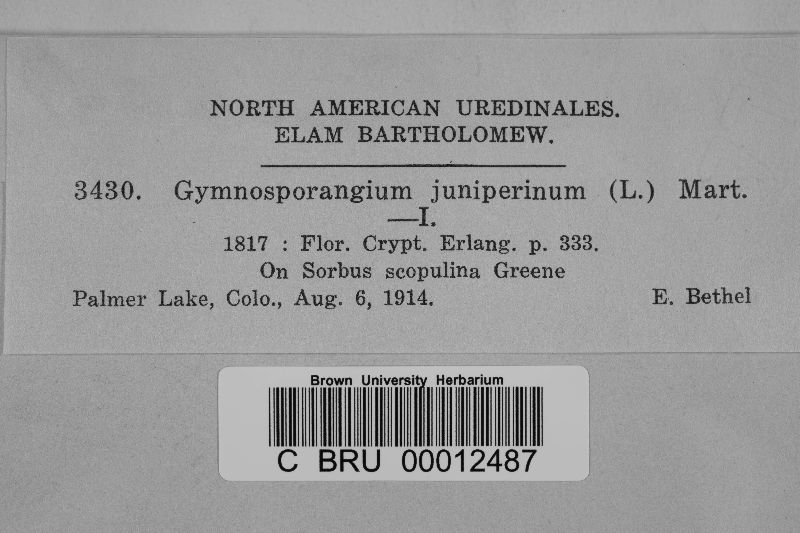 NORTH AMERICAN UREDINALES.
ELAM BARTHOLOMEW.
3430. Gymnosporangium juniperinum (L.) Mart.
—I.
1817 : Flor. Crypt. Erlang. p. 333.
On Sorbus scopulina Greene
Palmer Lake, Colo., Aug. 6, 1914. E. Bethel
Brown University Herbarium
C BRU 00012487